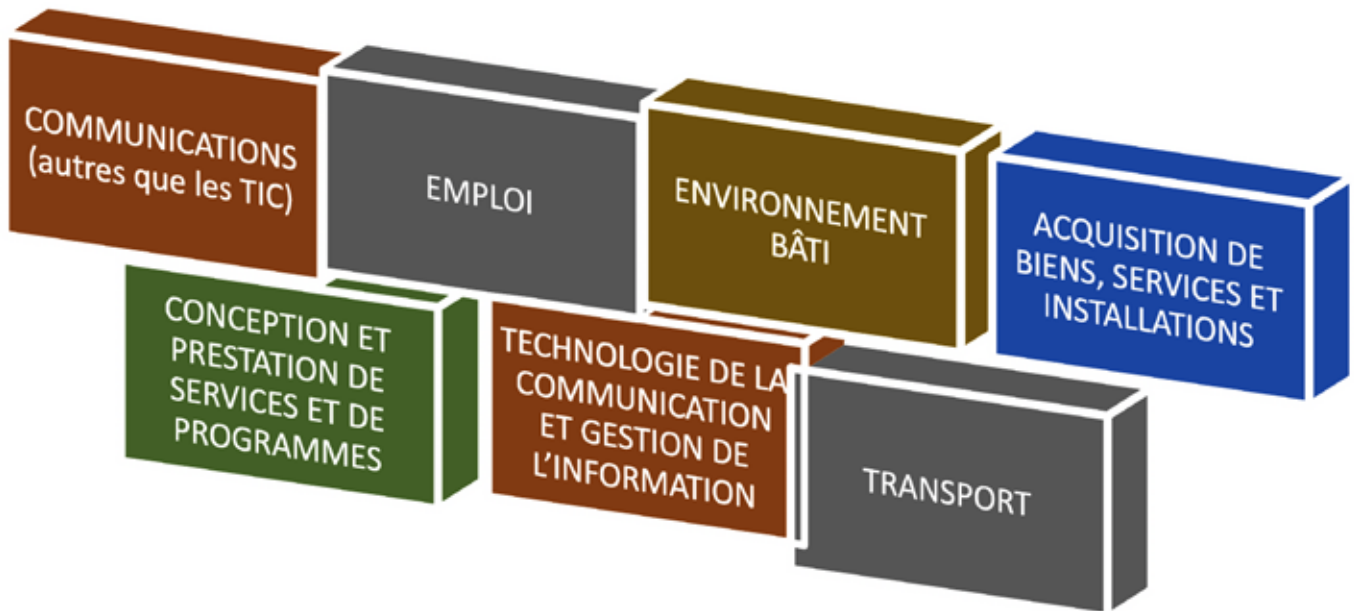 COMMUNICATIONS
(autres que les TIC)
EMPLOI
ENVIRONNEMENT
BÂTI
ACQUISITION DE
BIENS, SERVICES ET
INSTALLATIONS
CONCEPTION ET
PRESTATION DE
SERVICES ET DE
PROGRAMMES
TECHNOLOGIE DE LA
COMMUNICATION
ET GESTION DE
L'INFORMATION
TRANSPORT